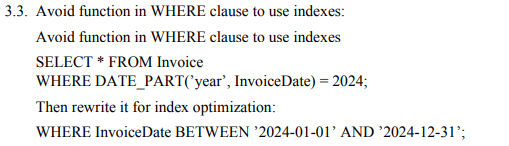 3.3. Avoid function in WHERE clause to use indexes:
Avoid function in WHERE clause to use indexes
SELECT * FROM Invoice
WHERE DATE_PART(’year’, InvoiceDate) = 2024;
Then rewrite it for index optimization:
WHERE InvoiceDate BETWEEN ’2024-01-01’ AND ’2024-12-31’;